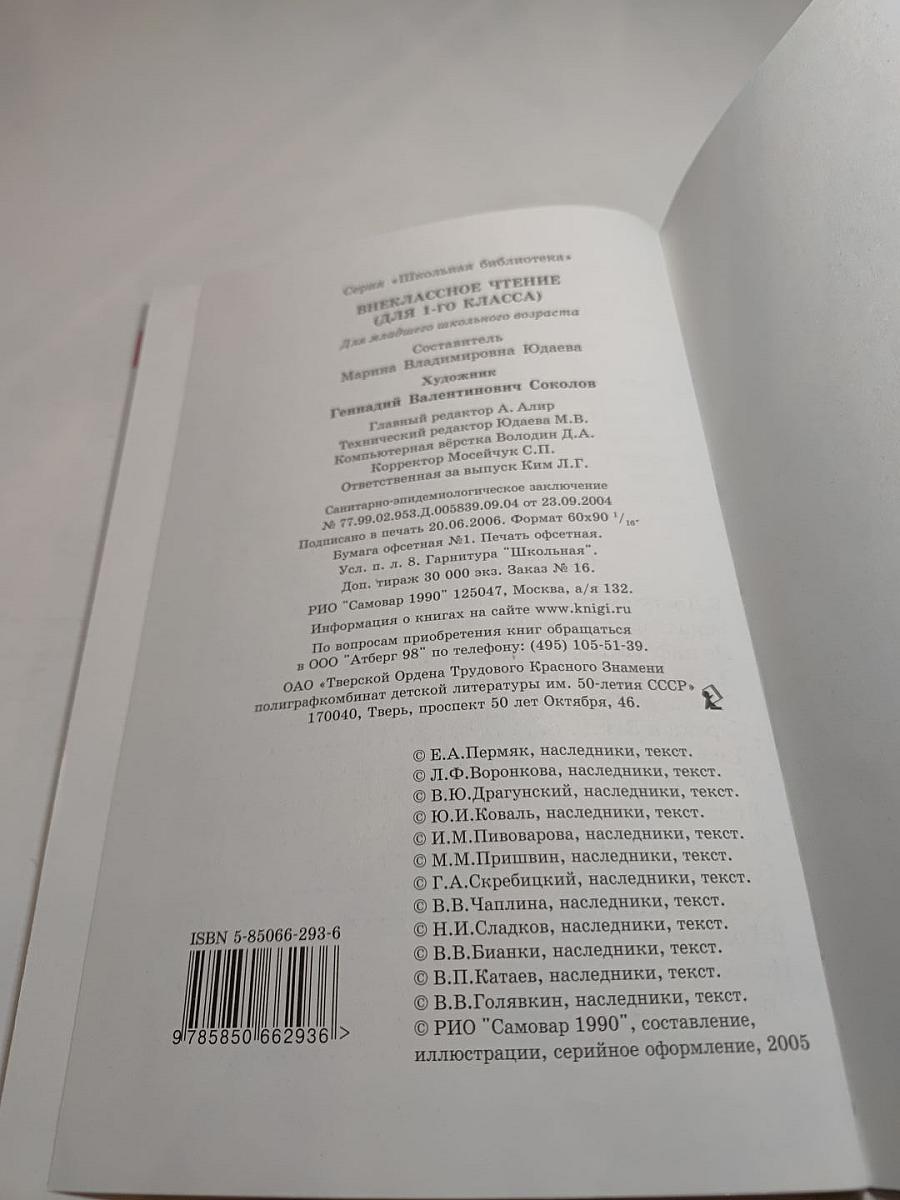 Серия «Школьная библиотека»
ВНЕКЛАССНОЕ ЧТЕНИЕ
(ДЛЯ 1-ГО КЛАССА)
Для младшего школьного возраста
Составитель
Марина Владимировна Юдаева
Художник
Геннадий Валентинович Соколов
Главный редактор А. Алир
Технический редактор Юдаева М.В.
Компьютерная вёрстка Володин Д.А.
Корректор Мосейчук С.П.
Ответственная за выпуск Ким Л.Г.
Санитарно-эпидемиологическое заключение
№ 77.99.02.953.Д.005839.09.04 от 23.09.2004
Подписано в печать 20.06.2006. Формат 60х90 1/16.
Бумага офсетная №1. Печать офсетная.
Усл. п. л. 8. Гарнитура "Школьная".
Доп. тираж 30 000 экз. Заказ № 16.
РИО "Самовар 1990" 125047, Москва, а/я 132.
Информация о книгах на сайте www.knigi.ru
По вопросам приобретения книг обращаться
в ООО "Атберг 98" по телефону: (495) 105-51-39.
ОАО «Тверской Ордена Трудового Красного Знамени
полиграфкомбинат детской литературы им. 50-летия СССР»
170040, Тверь, проспект 50 лет Октября, 46.
© Е.А.Пермяк, наследники, текст.
© Л.Ф.Воронкова, наследники, текст.
© В.Ю.Драгунский, наследники, текст.
© Ю.И.Коваль, наследники, текст.
© И.М.Пивоварова, наследники, текст.
© М.М.Пришвин, наследники, текст.
© Г.А.Скребицкий, наследники, текст.
© В.В.Чаплина, наследники, текст.
© Н.И.Сладков, наследники, текст.
© В.В.Бианки, наследники, текст.
© В.П.Катаев, наследники, текст.
© В.В.Голявкин, наследники, текст.
© РИО "Самовар 1990", составление,
иллюстрации, серийное оформление, 2005
ISBN 5-85066-293-6
9 785850 662936 >